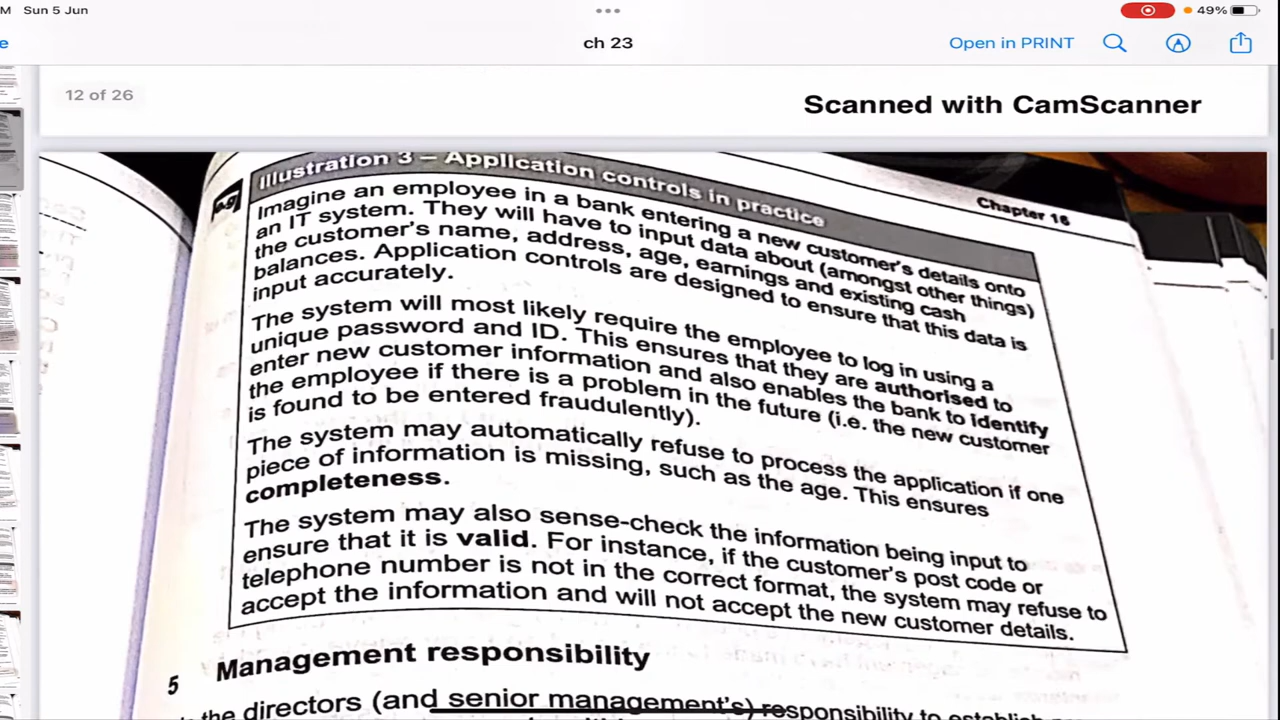 M Sun 5 Jun
49%
e
ch 23
Open in PRINT
12 of 26
Scanned with CamScanner
Chapter 16
e.g
Illustration 3 – Application controls in practice
Imagine an employee in a bank entering a new customer's details onto
an IT system. They will have to input data about (amongst other things)
the customer's name, address, age, earnings and existing cash
balances. Application controls are designed to ensure that this data is
input accurately.
The system will most likely require the employee to log in using a
unique password and ID. This ensures that they are authorised to
enter new customer information and also enables the bank to identify
the employee if there is a problem in the future (i.e. the new customer
is found to be entered fraudulently).
The system may automatically refuse to process the application if one
piece of information is missing, such as the age. This ensures
completeness.
The system may also sense-check the information being input to
ensure that it is valid. For instance, if the customer's post code or
telephone number is not in the correct format, the system may refuse to
accept the information and will not accept the new customer details.
5 Management responsibility
the directors (and senior management's) responsibility to establish